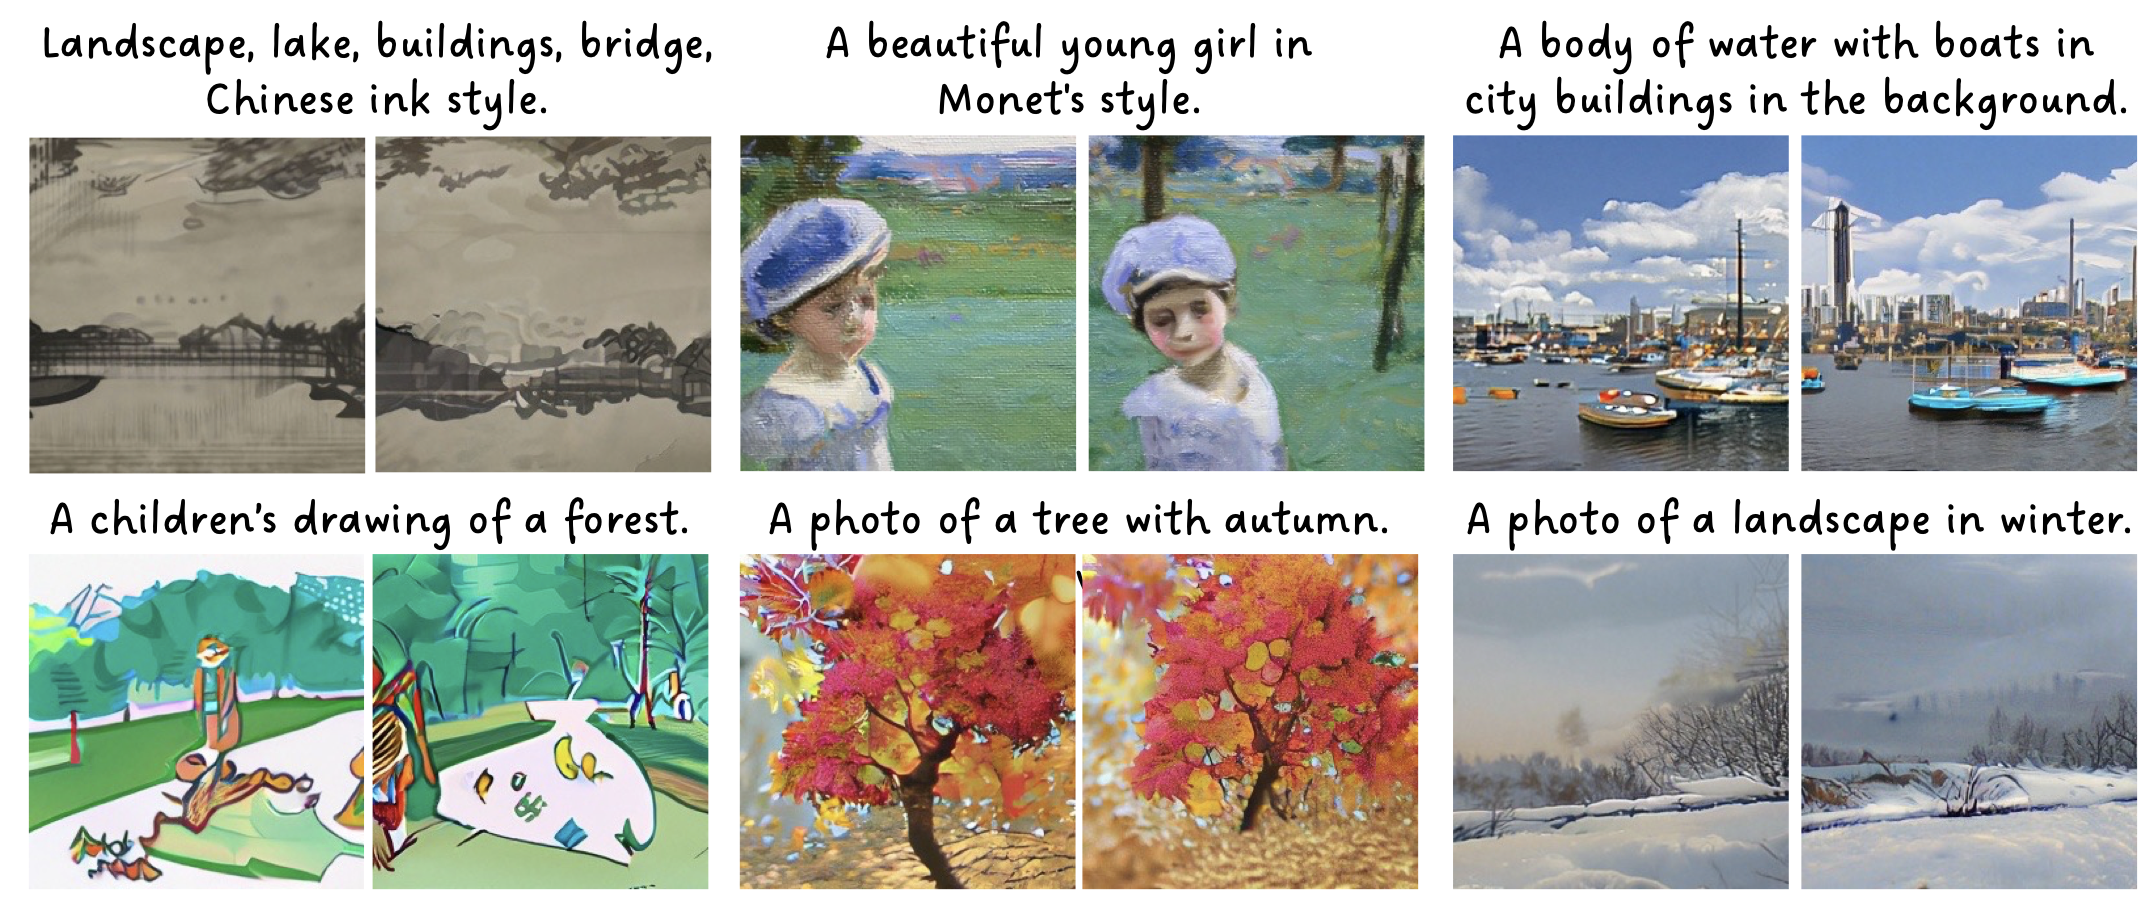 Landscape, lake, buildings, bridge,
Chinese ink style.
A beautiful young girl in
Monet's style.
A body of water with boats in
city buildings in the background.
A children's drawing of a forest.
A photo of a tree with autumn.
A photo of a landscape in winter.